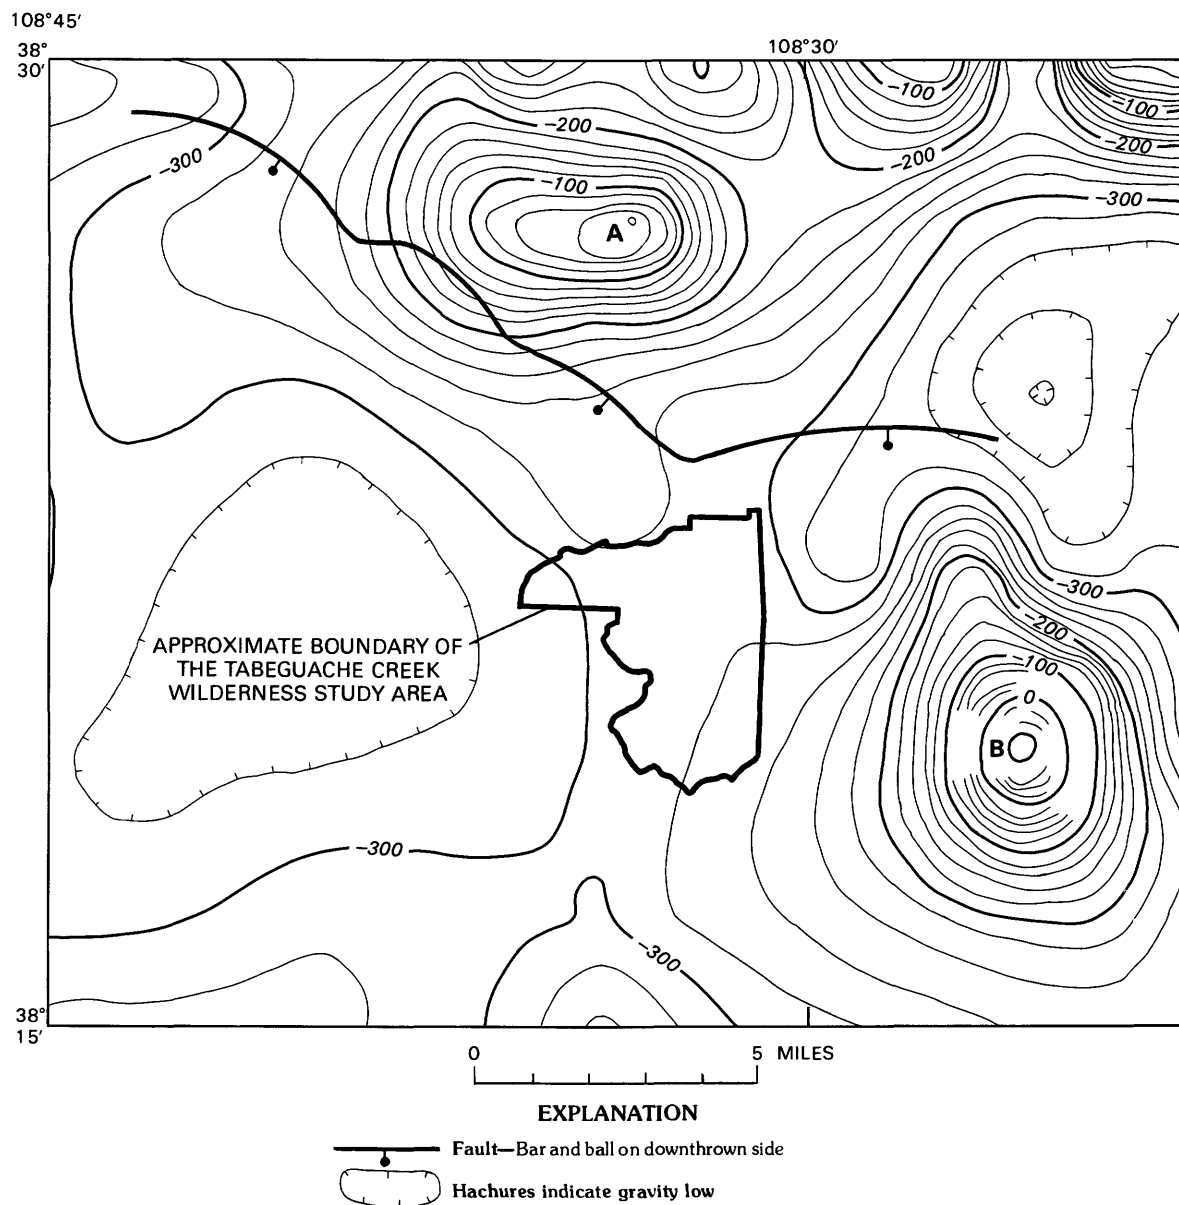 108°45′
38°
30′
108°30′
−100
−100
−200
−200
−200
−300
−300
−100
A
−300
−200
−100
0
B
APPROXIMATE BOUNDARY OF
THE TABEGUACHE CREEK
WILDERNESS STUDY AREA
−300
−300
38°
15′
0 5 MILES
EXPLANATION
Fault—Bar and ball on downthrown side
Hachures indicate gravity low